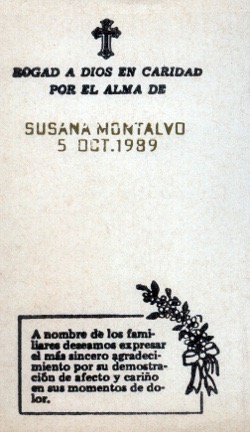 ROGAD A DIOS EN CARIDAD
POR EL ALMA DE
SUSANA MONTALVO
5 OCT.1989
A nombre de los fami-
liares deseamos expresar
el más sincero agradeci-
miento por su demostra-
ción de afecto y cariño
en sus momentos de do-
lor.